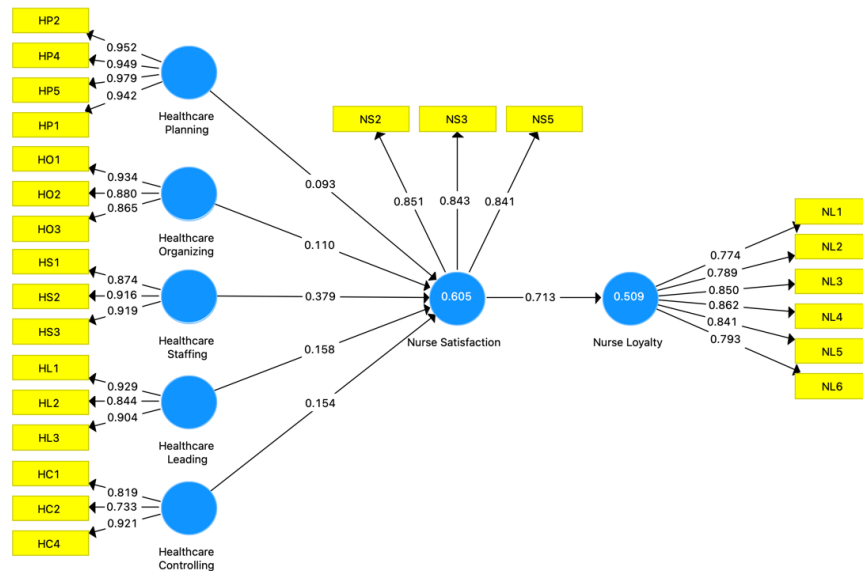 HP2
HP4
HP5
HP1
0.952
0.949
0.979
0.942
Healthcare
Planning
HO1
HO2
HO3
0.934
0.880
0.865
Healthcare
Organizing
HS1
HS2
HS3
0.874
0.916
0.919
Healthcare
Staffing
HL1
HL2
HL3
0.929
0.844
0.904
Healthcare
Leading
HC1
HC2
HC4
0.819
0.733
0.921
Healthcare
Controlling
0.093
0.110
0.379
0.158
0.154
NS2
NS3
NS5
0.851
0.843
0.841
0.605
Nurse Satisfaction
0.713
0.509
Nurse Loyalty
0.774
0.789
0.850
0.862
0.841
0.793
NL1
NL2
NL3
NL4
NL5
NL6